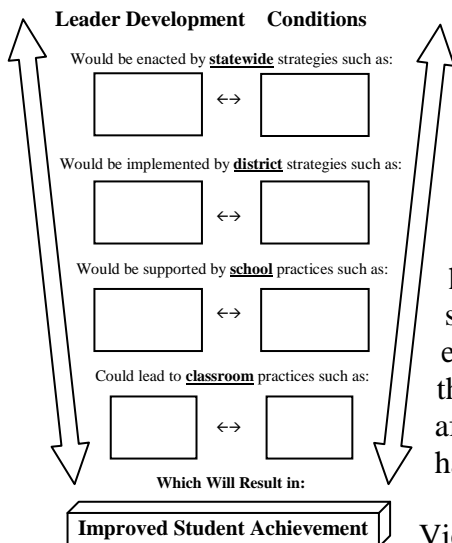 Leader Development Conditions
Would be enacted by statewide strategies such as:
↔
Would be implemented by district strategies such as:
↔
Would be supported by school practices such as:
↔
Could lead to classroom practices such as:
↔
Which Will Result in:
Improved Student Achievement